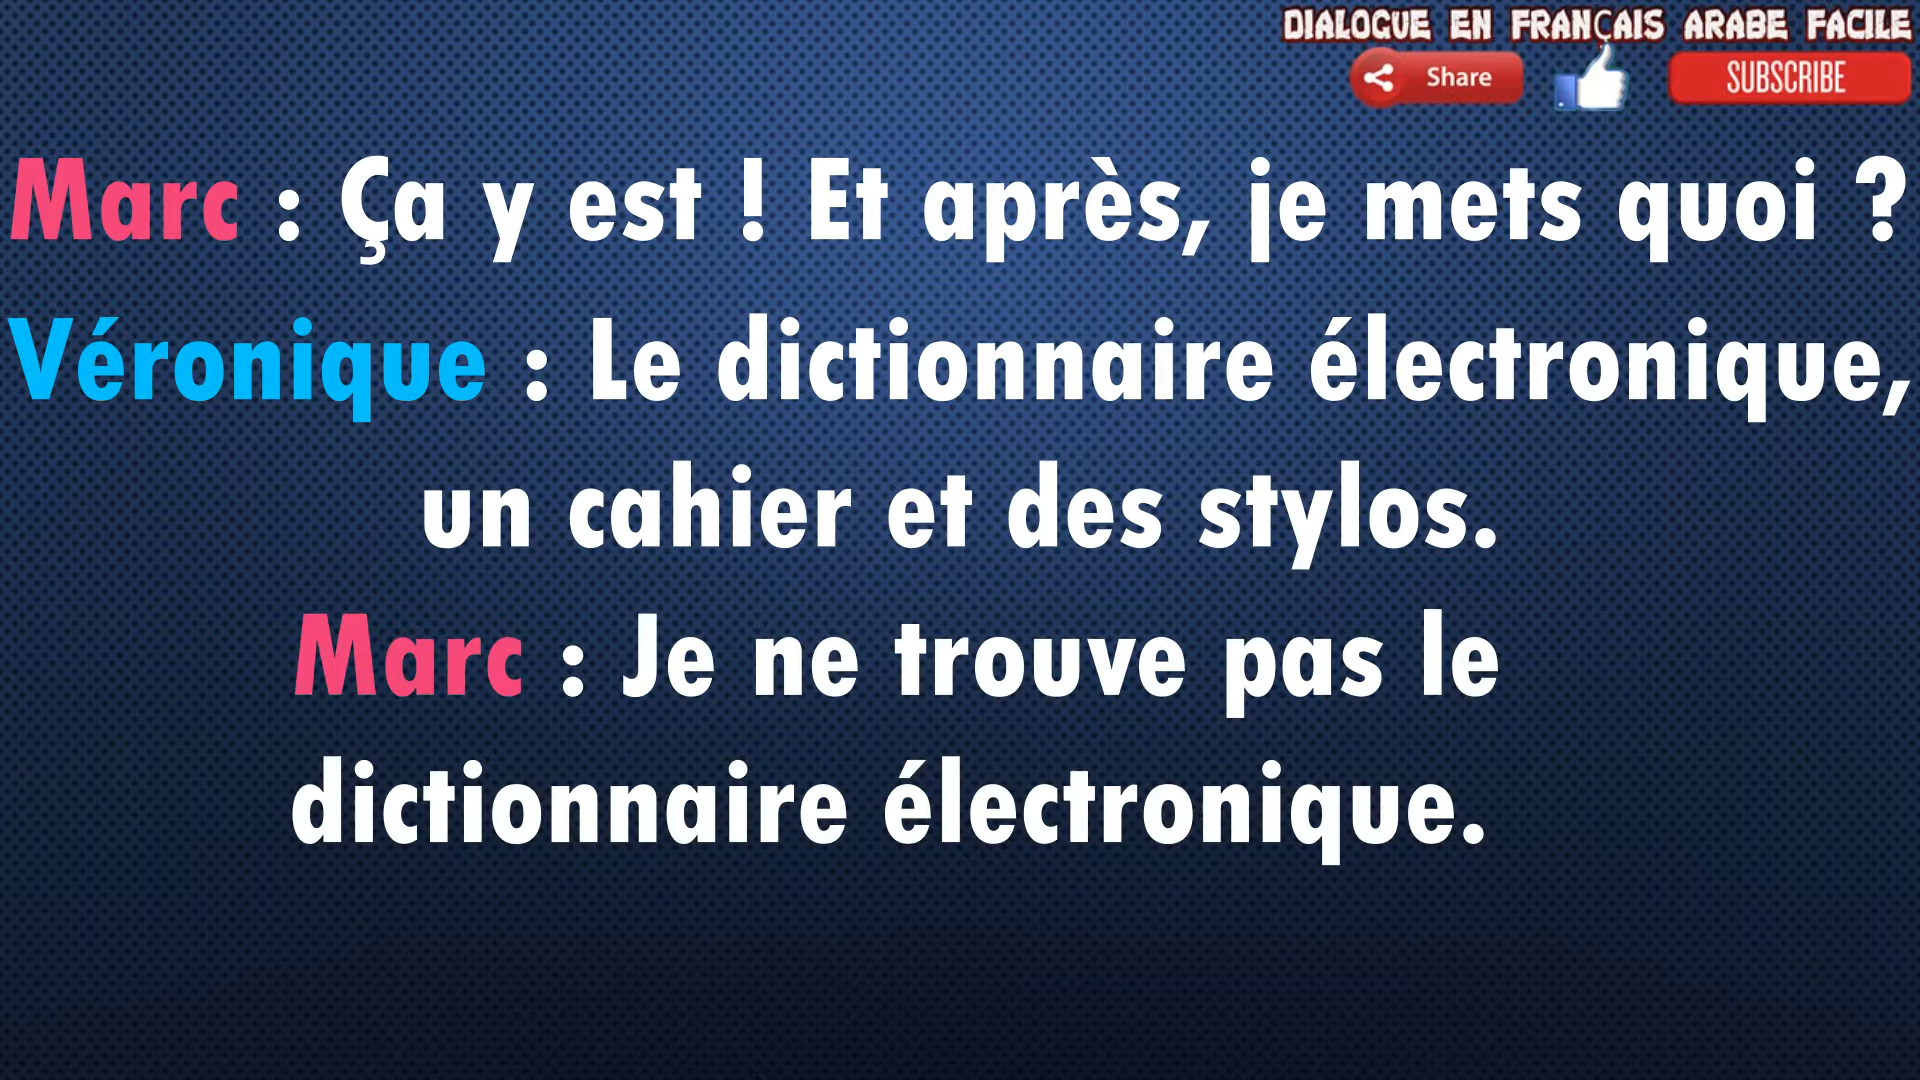 DIALOGUE EN FRANÇAIS ARABE FACILE
Share
SUBSCRIBE
Marc : Ça y est ! Et après, je mets quoi ?
Véronique : Le dictionnaire électronique,
un cahier et des stylos.
Marc : Je ne trouve pas le
dictionnaire électronique.